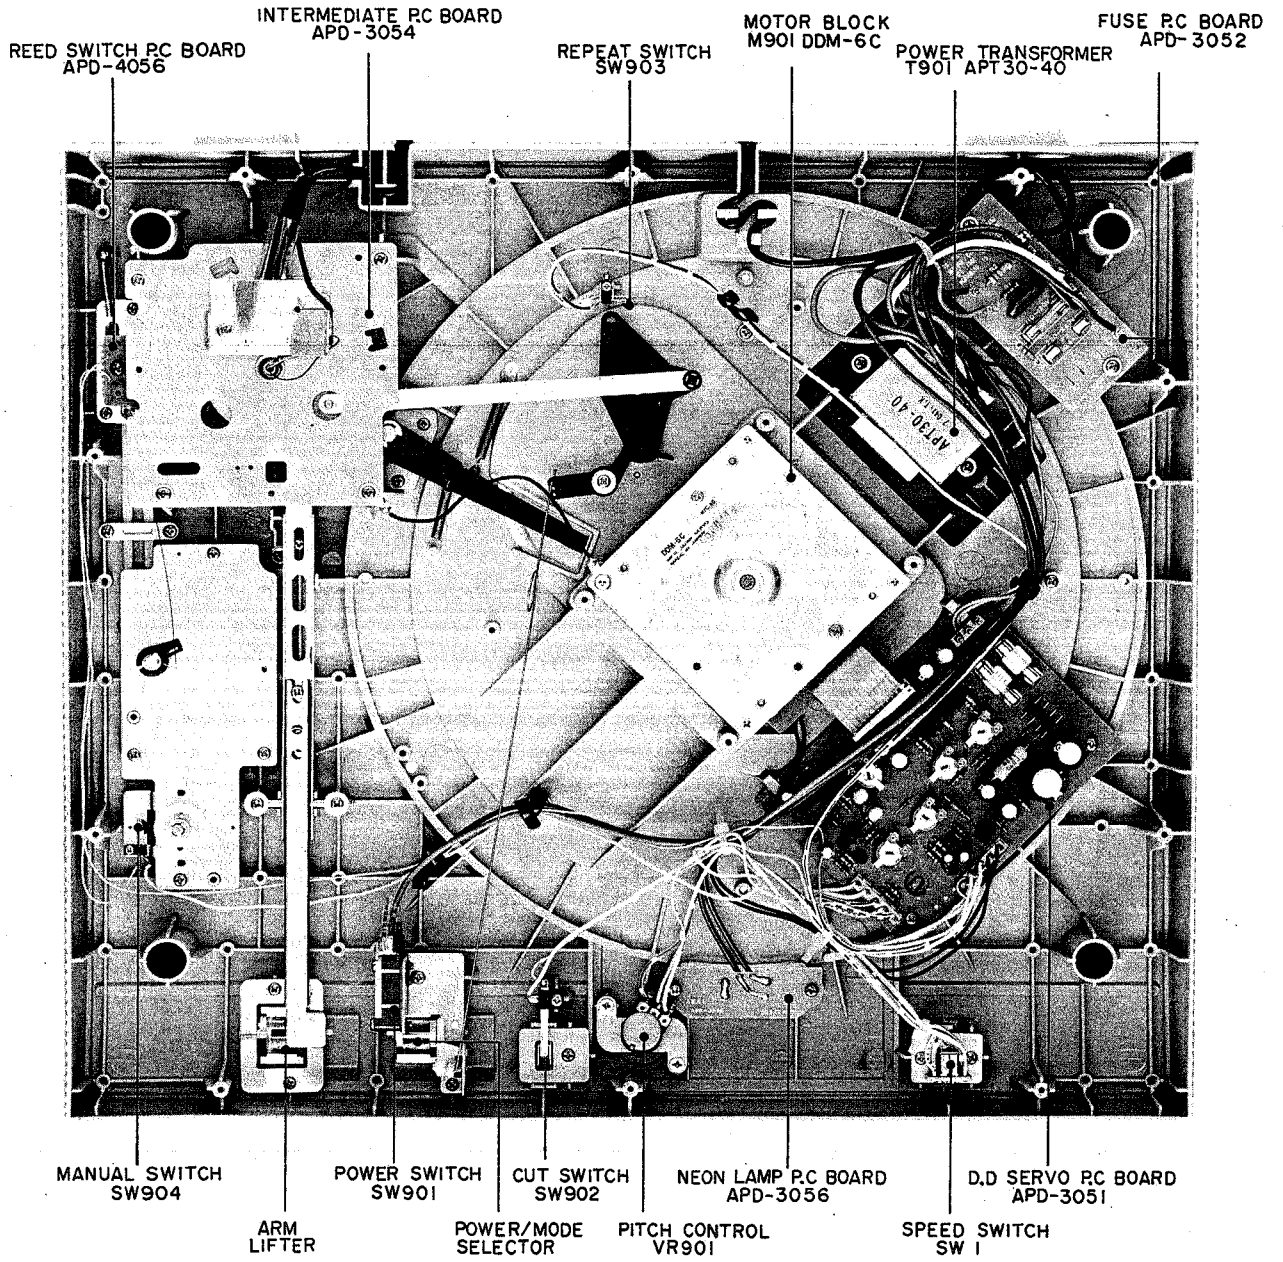 INTERMEDIATE P.C BOARD
APD-3054
REED SWITCH P.C BOARD
APD-4056
REPEAT SWITCH
SW903
MOTOR BLOCK
M901 DDM-6C
POWER TRANSFORMER
T901 APT30-40
FUSE P.C BOARD
APD-3052
APT30-40
DDM-6C
MANUAL SWITCH
SW904
ARM
LIFTER
POWER SWITCH
SW901
POWER/MODE
SELECTOR
CUT SWITCH
SW902
PITCH CONTROL
VR901
NEON LAMP P.C BOARD
APD-3056
SPEED SWITCH
SW 1
D.D SERVO P.C BOARD
APD-3051